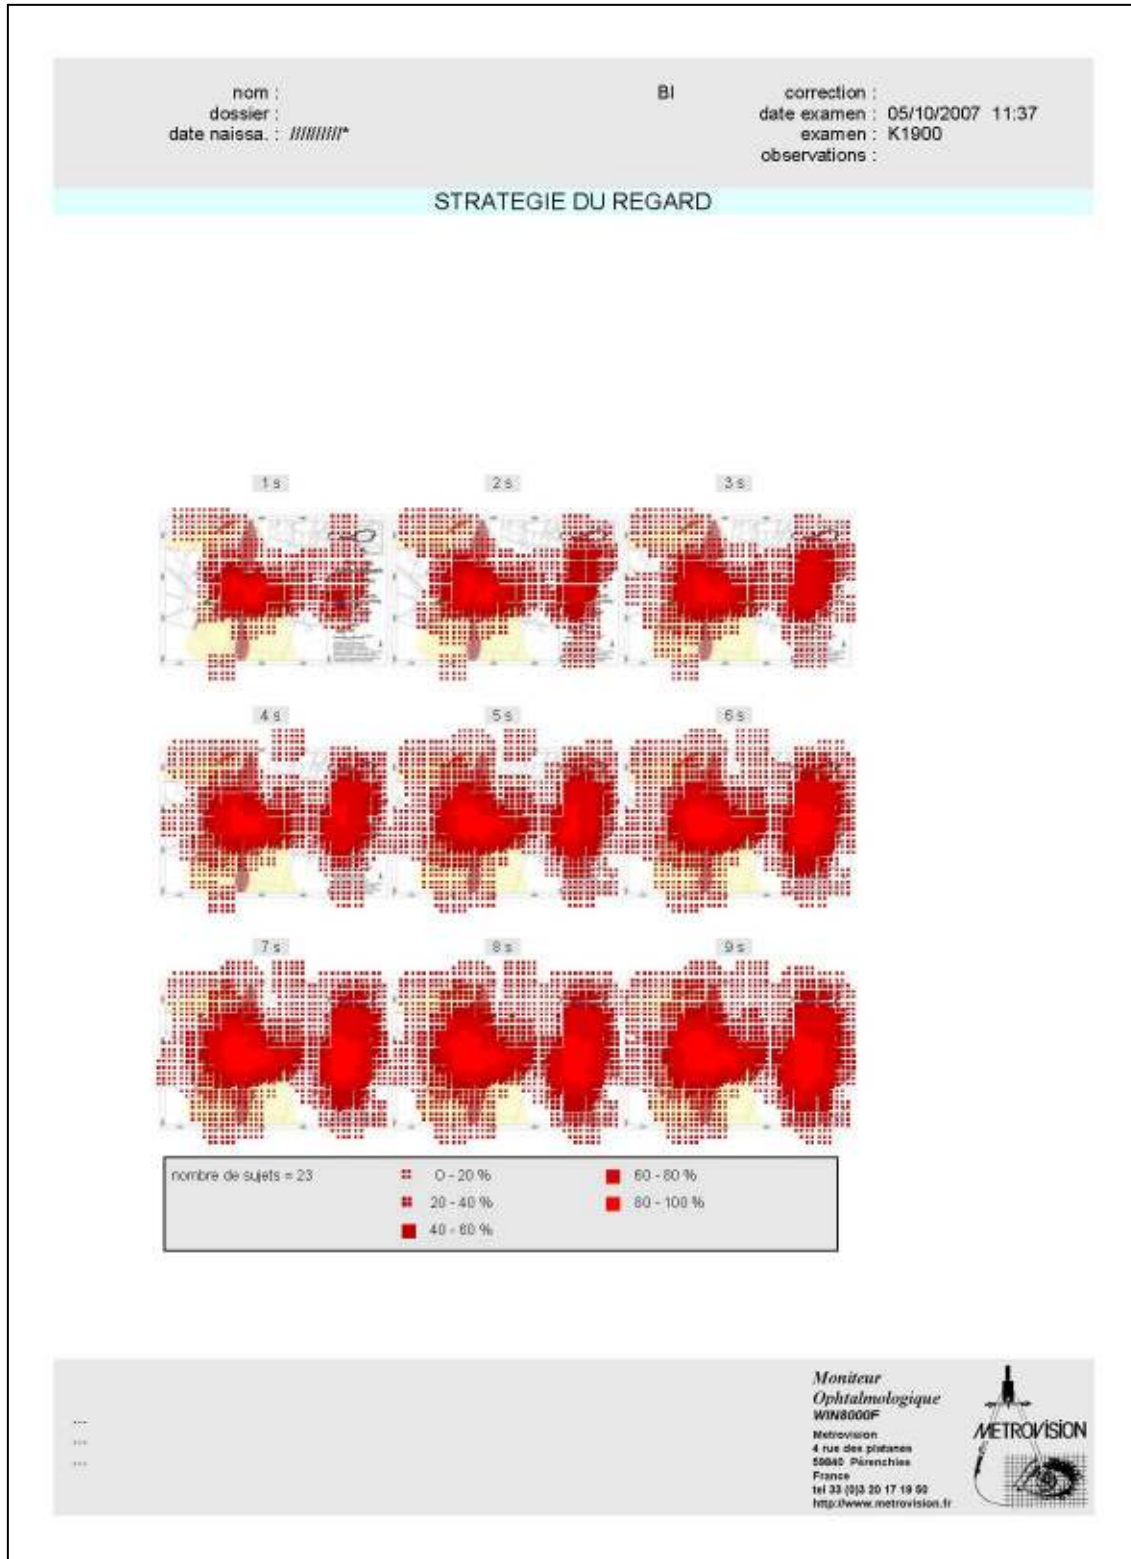 nom :
dossier :
date naissa. : //////////*
BI
correction :
date examen : 05/10/2007 11:37
examen : K1900
observations :
STRATEGIE DU REGARD
1 s
2 s
3 s
4 s
5 s
6 s
7 s
8 s
9 s
nombre de sujets = 23
0 - 20 %
20 - 40 %
40 - 60 %
60 - 80 %
80 - 100 %
---
---
---
Moniteur
Ophtalmologique
WIN8000F
Metrovision
4 rue des platanes
59840 Pérenchies
France
tel 33 (0)3 20 17 19 50
http://www.metrovision.fr
METROVISION